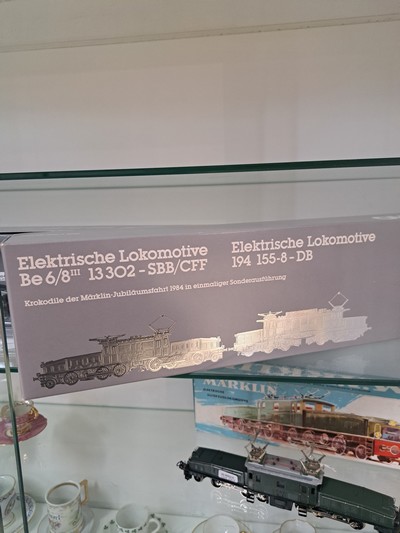 Elektrische Lokomotive
Be 6/8III 13302 - SBB/CFF
Elektrische Lokomotive
194 155-8 - DB
Krokodile der Märklin-Jubiläumsfahrt 1984 in einmaliger Sonderausführung
MÄRKLIN